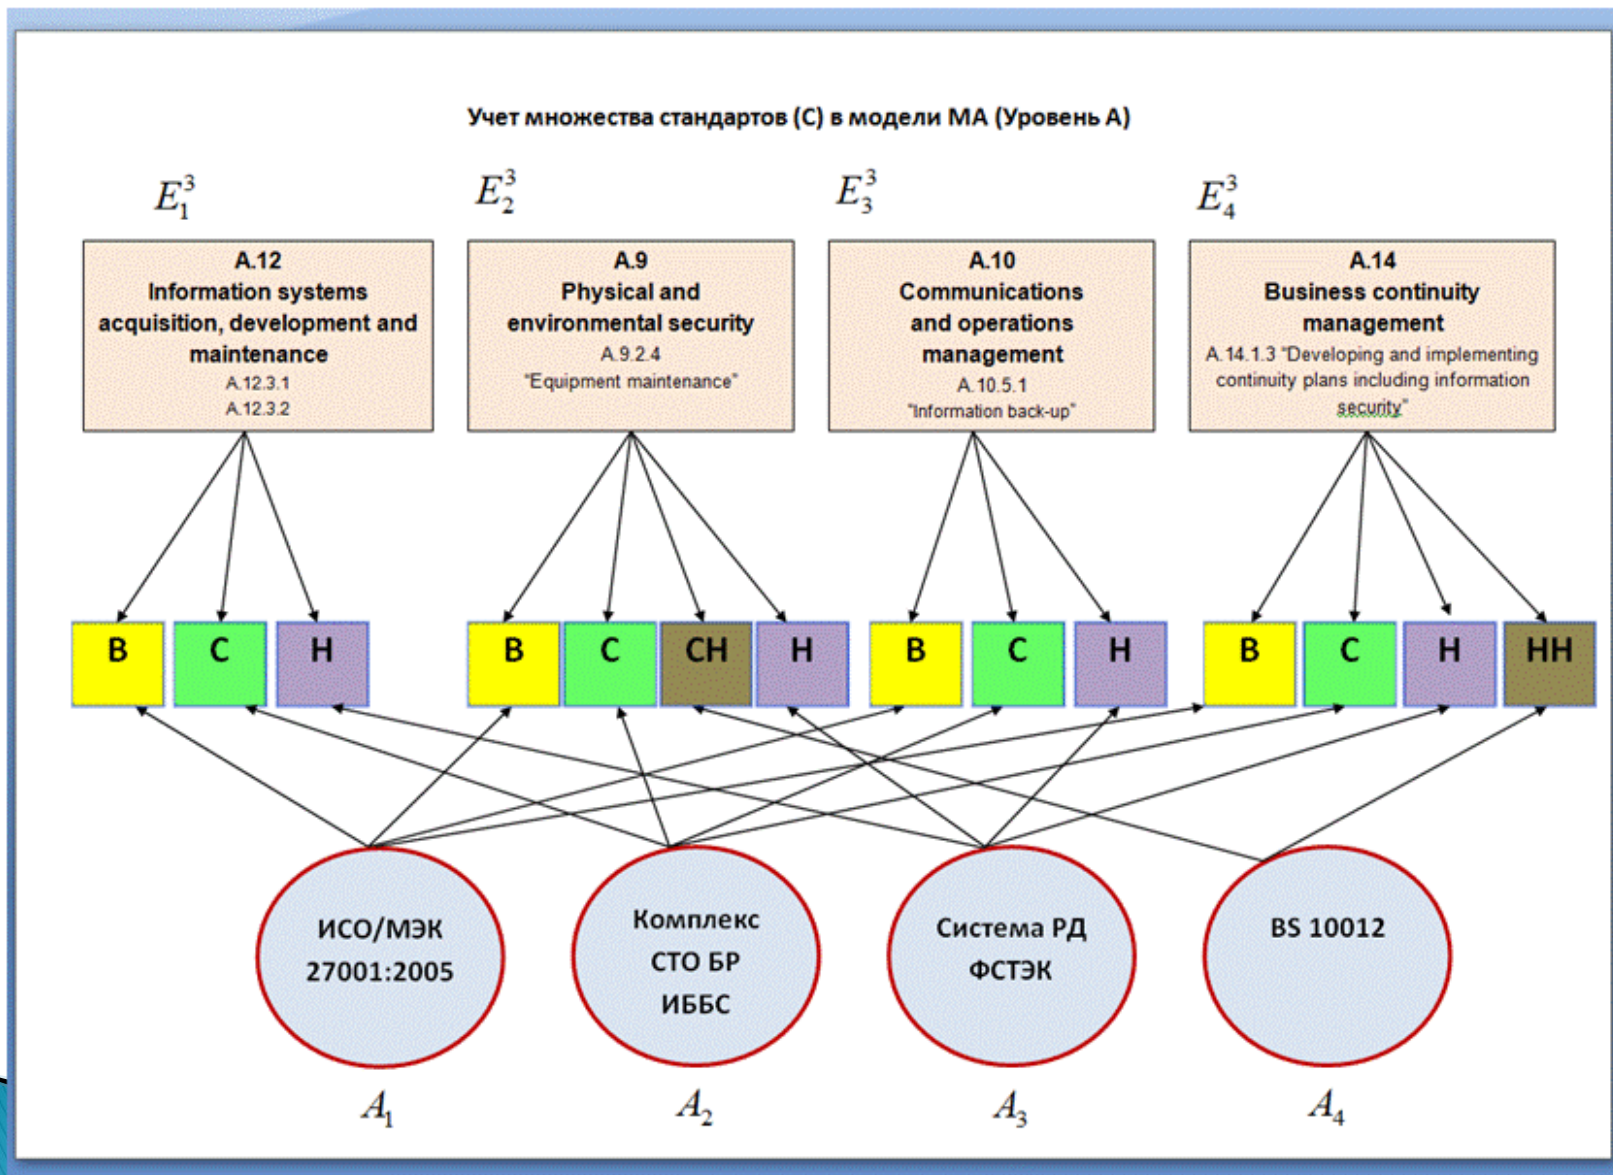 Учет множества стандартов (С) в модели МА (Уровень А)
E₁³
E₂³
E₃³
E₄³
A.12
Information systems
acquisition, development and
maintenance
A.12.3.1
A.12.3.2
A.9
Physical and
environmental security
A.9.2.4
“Equipment maintenance”
A.10
Communications
and operations
management
A.10.5.1
“Information back-up”
A.14
Business continuity
management
A.14.1.3 “Developing and implementing
continuity plans including information
security”
В
С
Н
В
С
СН
Н
В
С
Н
В
С
Н
НН
ИСО/МЭК
27001:2005
Комплекс
СТО БР
ИББС
Система РД
ФСТЭК
BS 10012
A₁
A₂
A₃
A₄